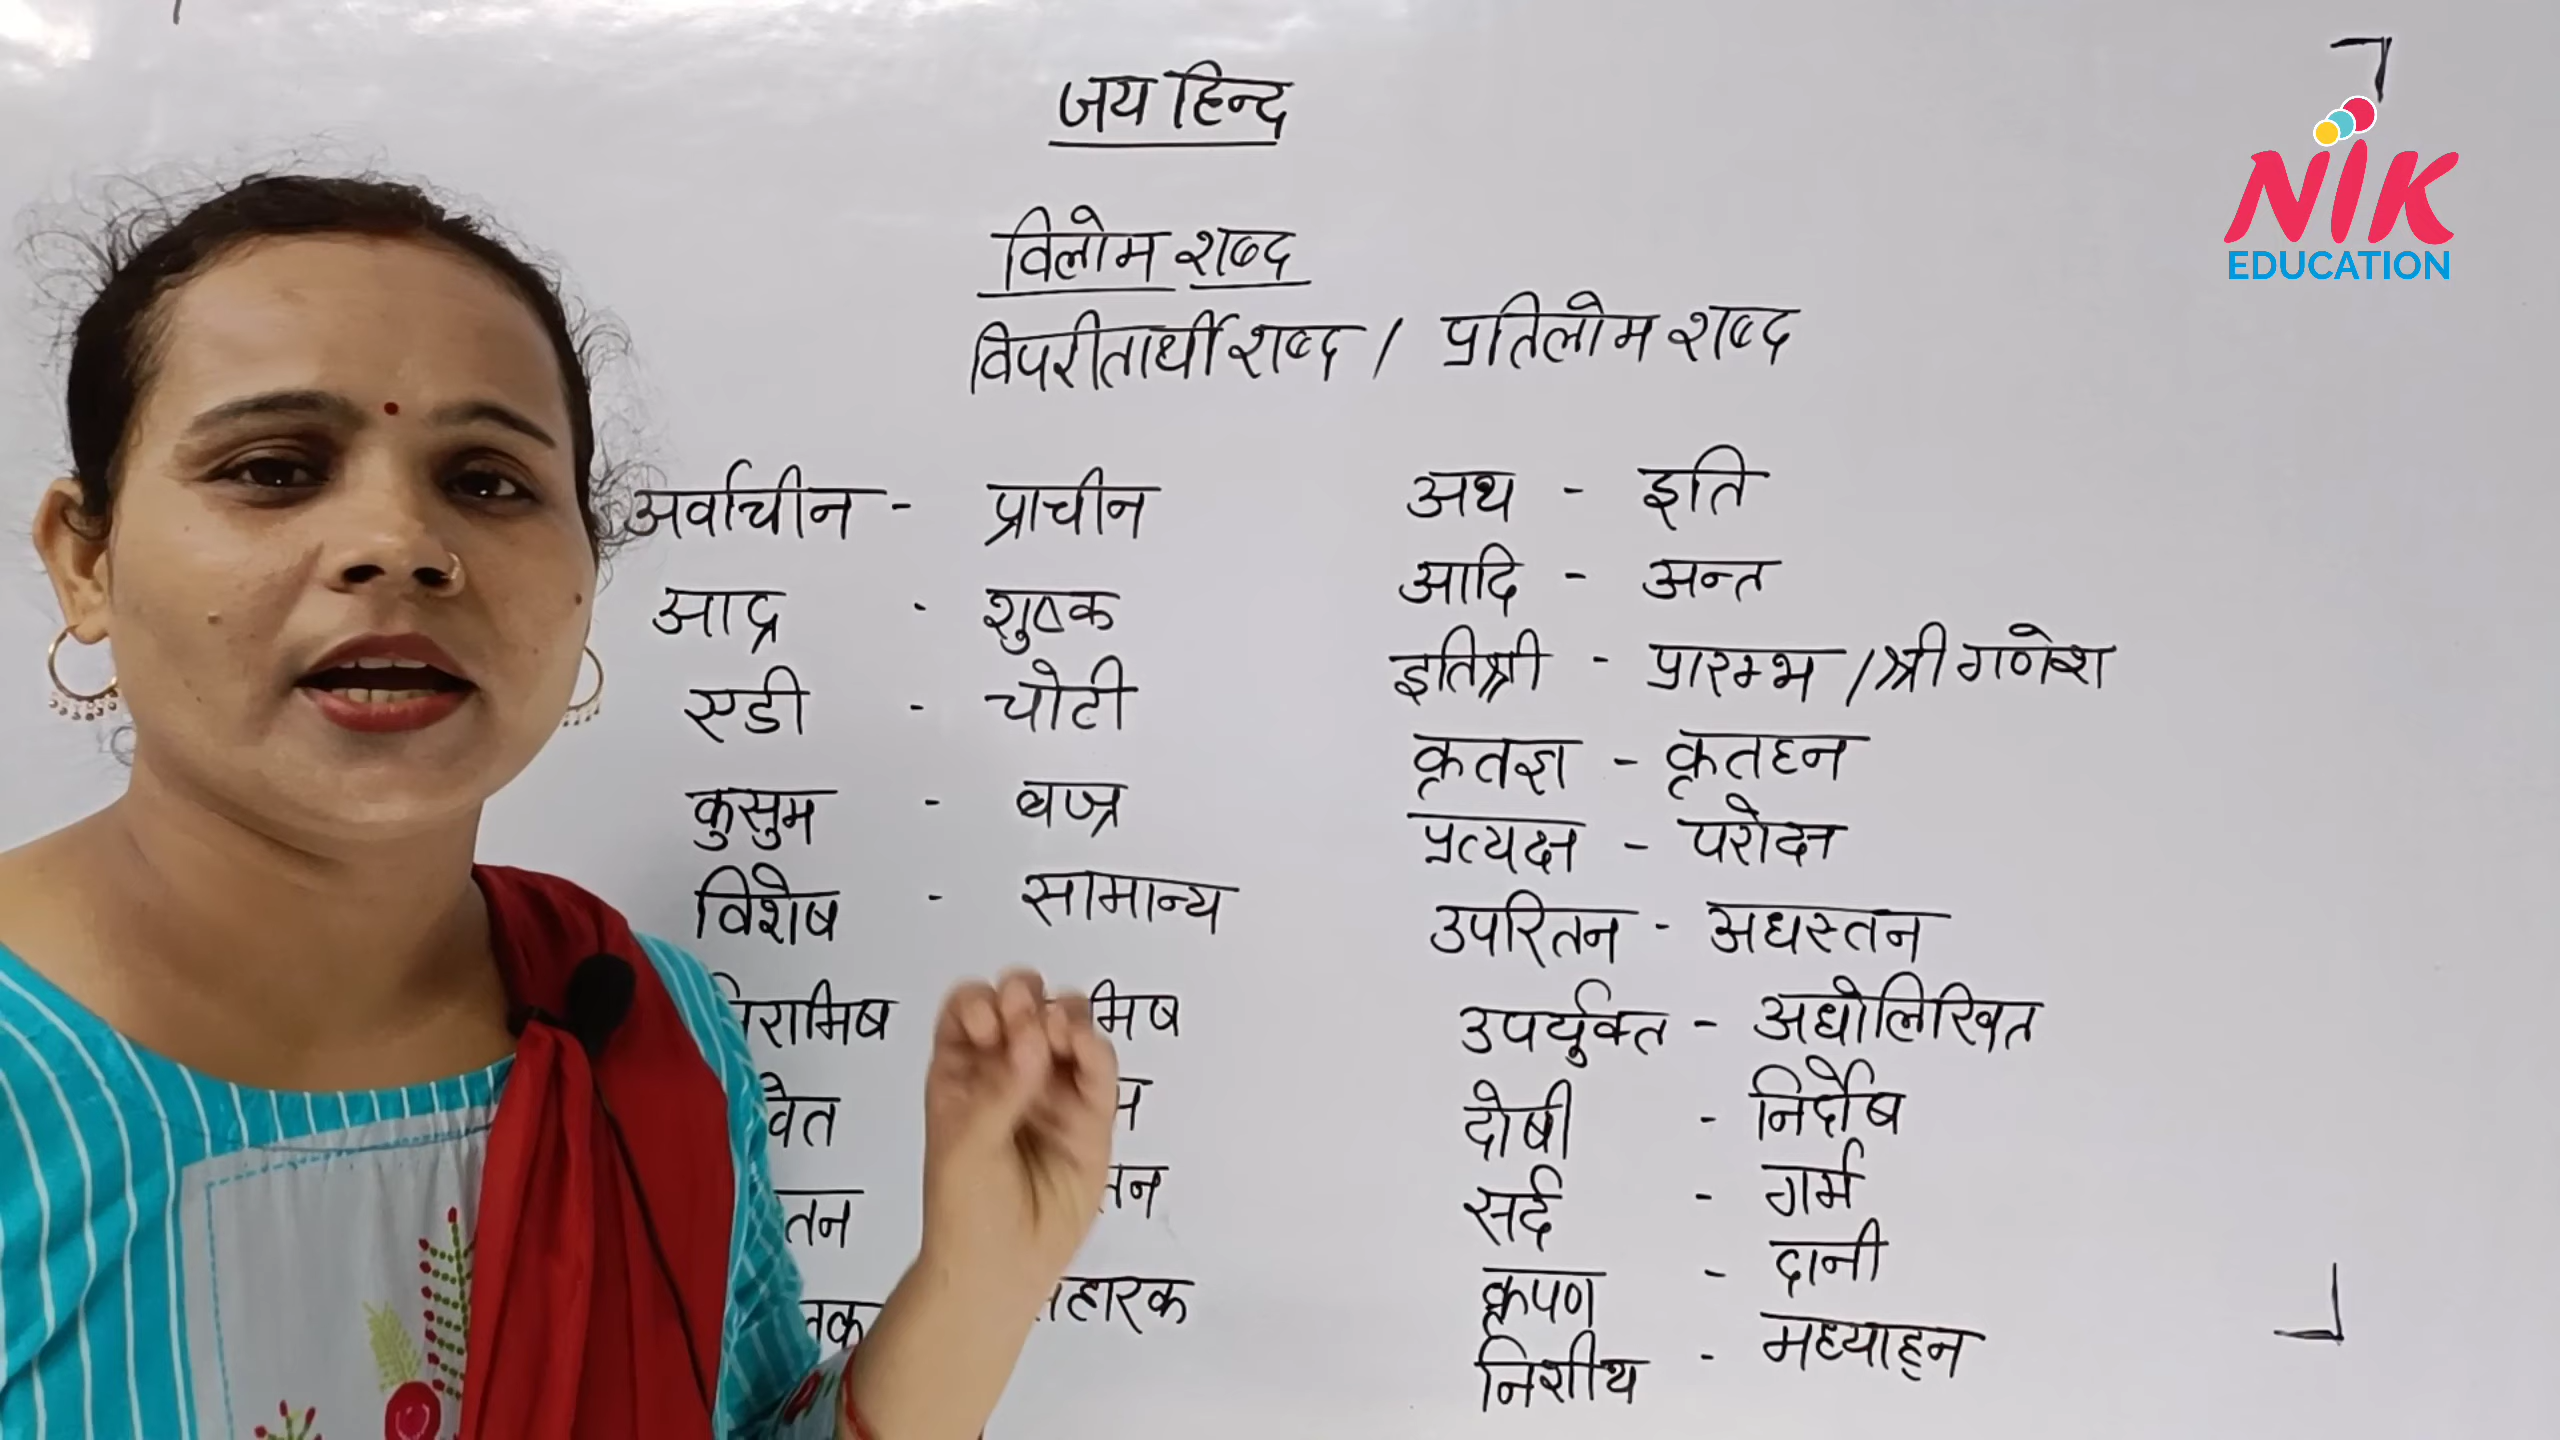 जय हिन्द
NIK
EDUCATION
विलोम शब्द
विपरीतार्थी शब्द / प्रतिलोम शब्द
अर्वाचीन - प्राचीन
आद्र - शुष्क
एडी - चोटी
कुसुम - वज्र
विशेष - सामान्य
अथ - इति
आदि - अन्त
इतिश्री - प्रारम्भ / श्री गणेश
कृतज्ञ - कृतघ्न
प्रत्यक्ष - परोक्ष
उपरितन - अधस्तन
उपर्युक्त - अधोलिखित
दोषी - निर्दोष
सर्द - गर्म
कृपण - दानी
निशीथ - मध्याह्न